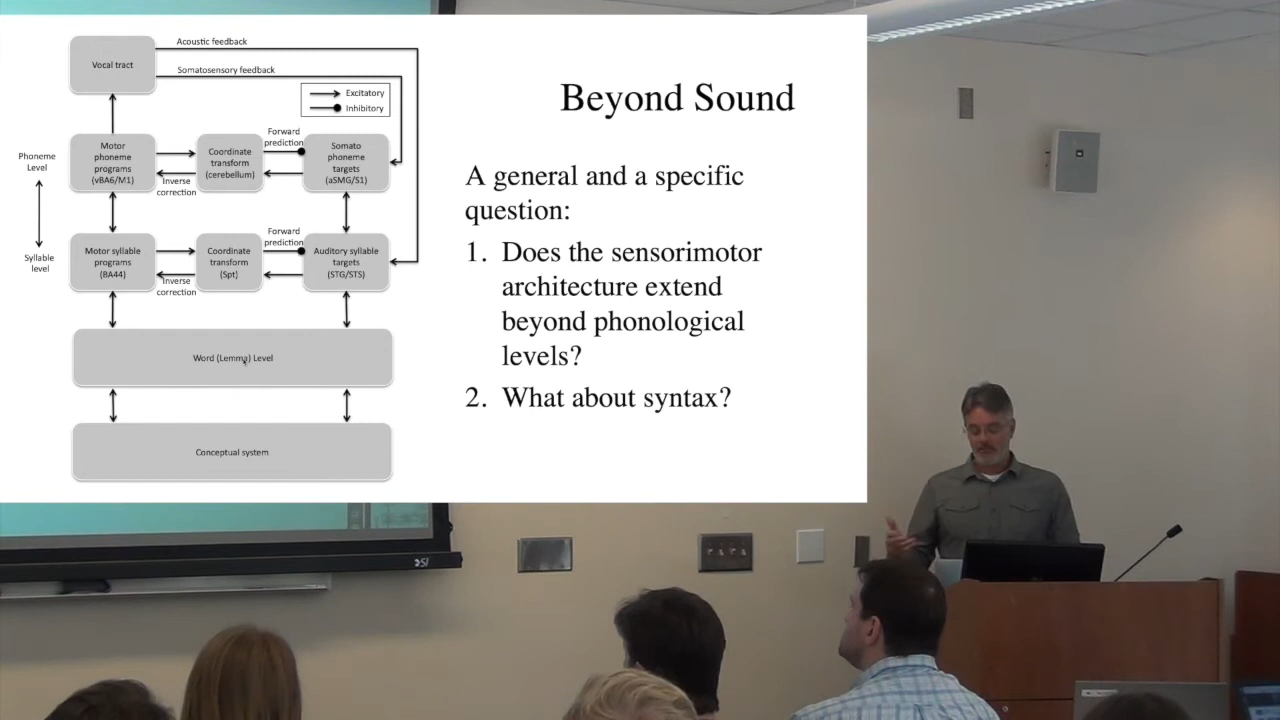 Acoustic feedback
Vocal tract
Somatosensory feedback
Excitatory
Inhibitory
Beyond Sound
Phoneme
Level
Motor
phoneme
programs
(vBA6/M1)
Inverse
correction
Coordinate
transform
(cerebellum)
Forward
prediction
Somato
phoneme
targets
(aSMG/S1)
A general and a specific
question:
1. Does the sensorimotor
architecture extend
beyond phonological
levels?
2. What about syntax?
Syllable
level
Motor syllable
programs
(BA44)
Inverse
correction
Coordinate
transform
(Spt)
Forward
prediction
Auditory syllable
targets
(STG/STS)
Word (Lemma) Level
Conceptual system